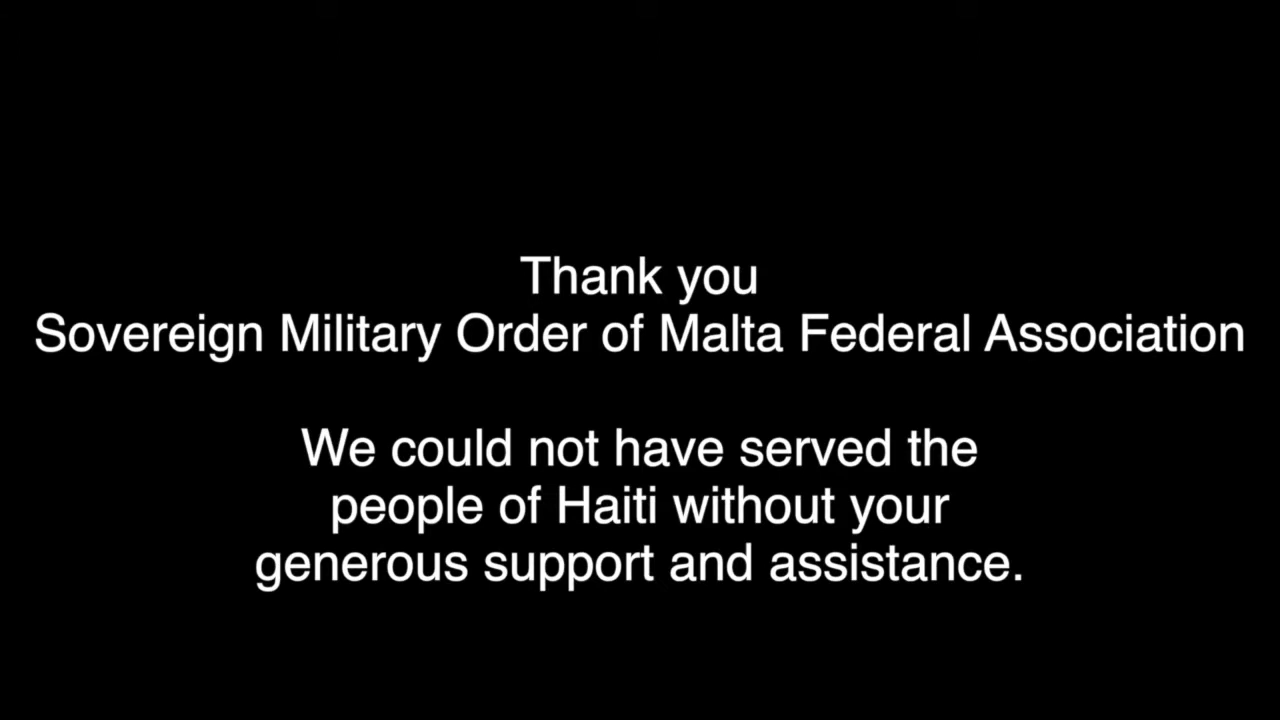 Thank you
Sovereign Military Order of Malta Federal Association
We could not have served the
people of Haiti without your
generous support and assistance.